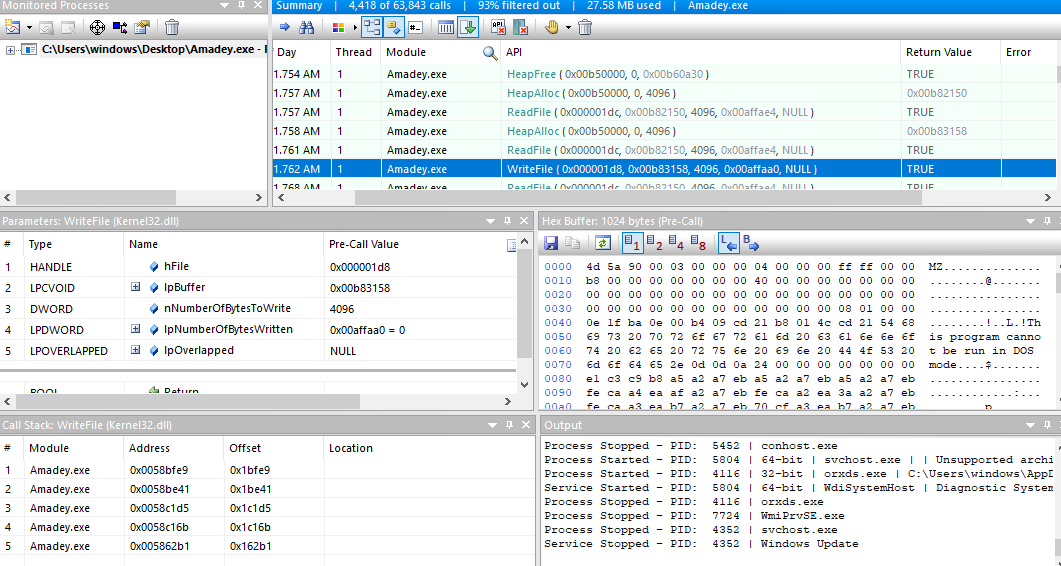 Monitored Processes
Summary | 4,418 of 63,843 calls | 93% filtered out | 27.58 MB used | Amadey.exe
C:\Users\windows\Desktop\Amadey.exe -
Day Thread Module API Return Value Error
1.754 AM 1 Amadey.exe HeapFree ( 0x00b50000, 0, 0x00b60a30 ) TRUE
1.757 AM 1 Amadey.exe HeapAlloc ( 0x00b50000, 0, 4096 ) 0x00b82150
1.757 AM 1 Amadey.exe ReadFile ( 0x000001dc, 0x00b82150, 4096, 0x00affae4, NULL ) TRUE
1.758 AM 1 Amadey.exe HeapAlloc ( 0x00b50000, 0, 4096 ) 0x00b83158
1.761 AM 1 Amadey.exe ReadFile ( 0x000001dc, 0x00b82150, 4096, 0x00affae4, NULL ) TRUE
1.762 AM 1 Amadey.exe WriteFile ( 0x000001d8, 0x00b83158, 4096, 0x00affaa0, NULL ) TRUE
1.768 AM 1 Amadey.exe ReadFile ( 0x000001dc, 0x00b82150, 4096, 0x00affae4, NULL ) TRUE
Parameters: WriteFile (Kernel32.dll)
# Type Name Pre-Call Value
1 HANDLE hFile 0x000001d8
2 LPCVOID lpBuffer 0x00b83158
3 DWORD nNumberOfBytesToWrite 4096
4 LPDWORD lpNumberOfBytesWritten 0x00affaa0 = 0
5 LPOVERLAPPED lpOverlapped NULL
BOOL Return
Hex Buffer: 1024 bytes (Pre-Call)
1 2 4 8 L B
0000 4d 5a 90 00 03 00 00 00 04 00 00 00 ff ff 00 00 MZ..............
0010 b8 00 00 00 00 00 00 00 40 00 00 00 00 00 00 00 ........@.......
0020 00 00 00 00 00 00 00 00 00 00 00 00 00 00 00 00 ................
0030 00 00 00 00 00 00 00 00 00 00 00 00 08 01 00 00 ................
0040 0e 1f ba 0e 00 b4 09 cd 21 b8 01 4c cd 21 54 68 ........!..L.!Th
0050 69 73 20 70 72 6f 67 72 61 6d 20 63 61 6e 6e 6f is program canno
0060 74 20 62 65 20 72 75 6e 20 69 6e 20 44 4f 53 20 t be run in DOS
0070 6d 6f 64 65 2e 0d 0d 0a 24 00 00 00 00 00 00 00 mode....$.......
0080 e1 c3 c9 b8 a5 a2 a7 eb a5 a2 a7 eb a5 a2 a7 eb ................
0090 fe ca a4 ea af a2 a7 eb fe ca a2 ea 3a a2 a7 eb ............:...
00a0 fe ca a3 ea b7 a2 a7 eb 70 cf a3 ea b7 a2 a7 eb ........p.......
Call Stack: WriteFile (Kernel32.dll)
# Module Address Offset Location
1 Amadey.exe 0x0058bfe9 0x1bfe9
2 Amadey.exe 0x0058be41 0x1be41
3 Amadey.exe 0x0058c1d5 0x1c1d5
4 Amadey.exe 0x0058c16b 0x1c16b
5 Amadey.exe 0x005862b1 0x162b1
Output
Process Stopped - PID: 5452 | conhost.exe
Process Started - PID: 5804 | 64-bit | svchost.exe | | Unsupported archi
Process Started - PID: 4116 | 32-bit | orxds.exe | C:\Users\windows\AppD
Service Started - PID: 5804 | 64-bit | WdiSystemHost | Diagnostic System
Process Stopped - PID: 4116 | orxds.exe
Process Stopped - PID: 7724 | WmiPrvSE.exe
Process Stopped - PID: 4352 | svchost.exe
Service Stopped - PID: 4352 | Windows Update